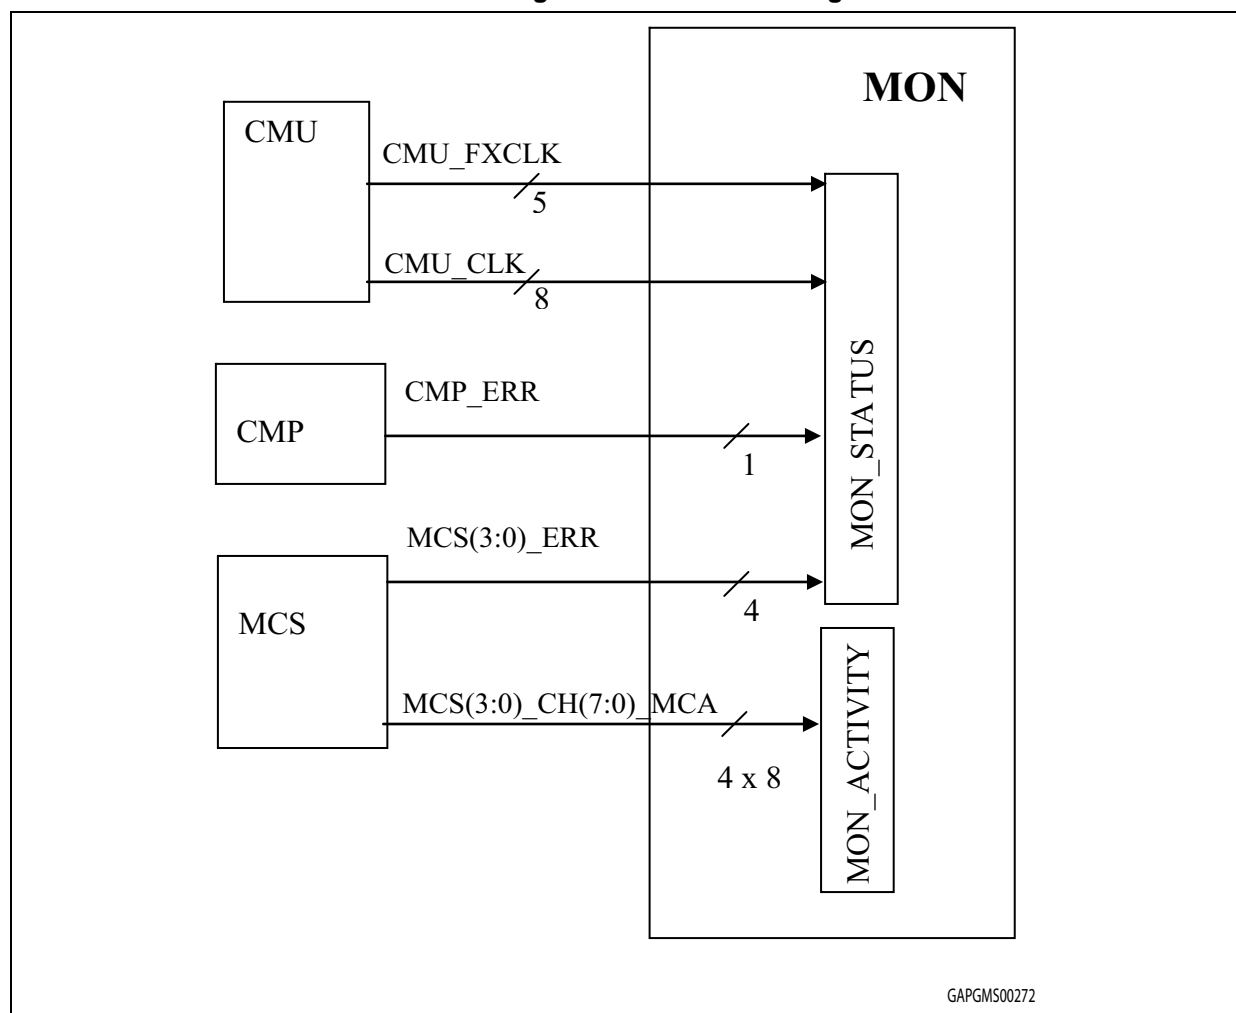 MON
CMU
CMU_FXCLK
5
CMU_CLK
8
CMP_ERR
CMP
1
MON_STATUS
MCS(3:0)_ERR
4
MCS
MCS(3:0)_CH(7:0)_MCA
4 x 8
MON_ACTIVITY
GAPGMS00272